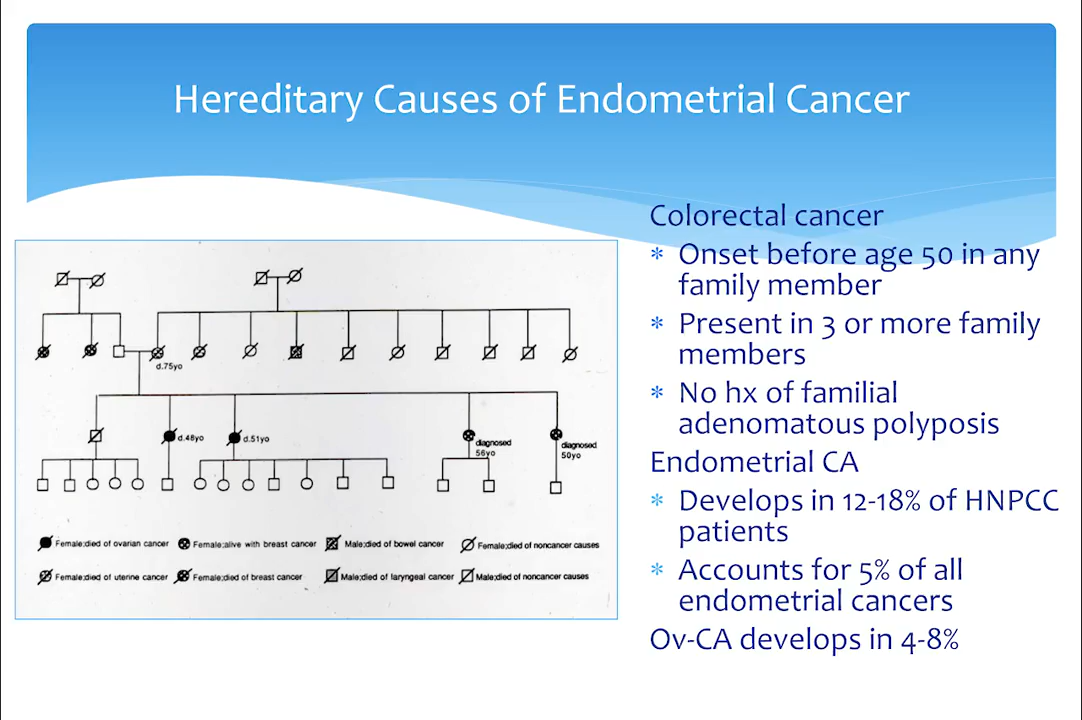 Hereditary Causes of Endometrial Cancer
Colorectal cancer
* Onset before age 50 in any
family member
* Present in 3 or more family
members
* No hx of familial
adenomatous polyposis
Endometrial CA
* Develops in 12-18% of HNPCC
patients
* Accounts for 5% of all
endometrial cancers
Ov-CA develops in 4-8%
d.75yo
d.48yo
d.51yo
diagnosed
56yo
diagnosed
50yo
Female;died of ovarian cancer
Female;alive with breast cancer
Male;died of bowel cancer
Female;died of noncancer causes
Female;died of uterine cancer
Female;died of breast cancer
Male;died of laryngeal cancer
Male;died of noncancer causes